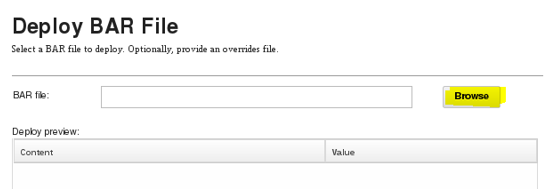 Deploy BAR File
Select a BAR file to deploy. Optionally, provide an overrides file.
BAR file:
Browse
Deploy preview:
Content
Value